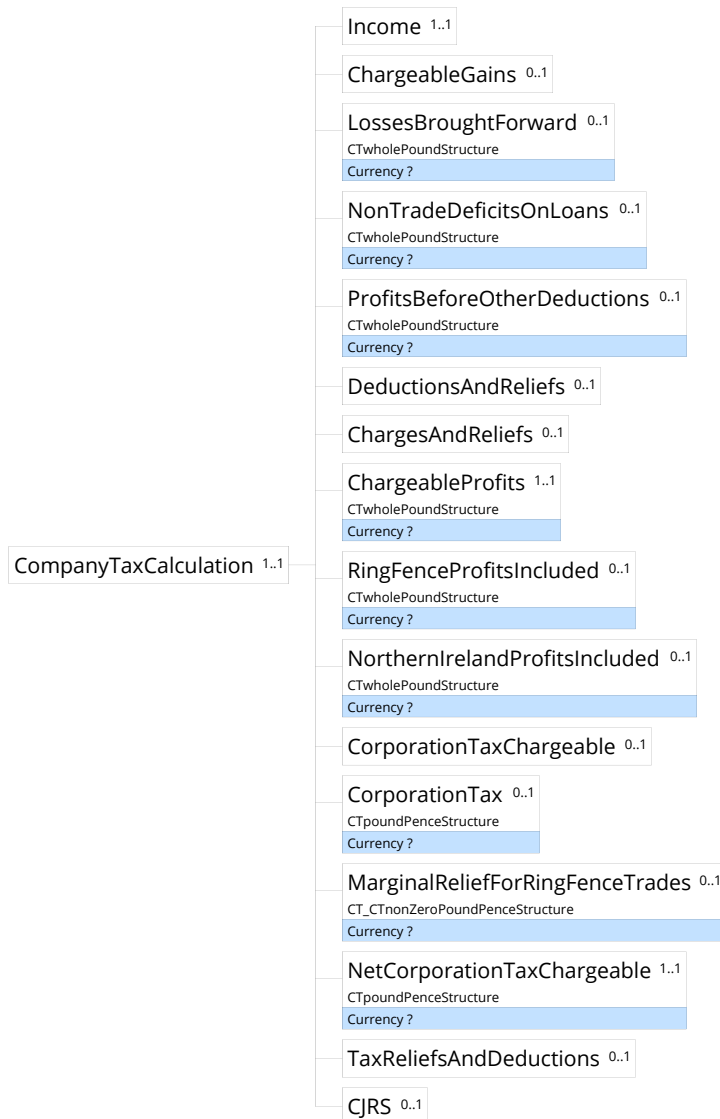 Income 1..1
ChargeableGains 0..1
LossesBroughtForward 0..1
CTwholePoundStructure
Currency ?
NonTradeDeficitsOnLoans 0..1
CTwholePoundStructure
Currency ?
ProfitsBeforeOtherDeductions 0..1
CTwholePoundStructure
Currency ?
DeductionsAndReliefs 0..1
ChargesAndReliefs 0..1
ChargeableProfits 1..1
CTwholePoundStructure
Currency ?
CompanyTaxCalculation 1..1
RingFenceProfitsIncluded 0..1
CTwholePoundStructure
Currency ?
NorthernIrelandProfitsIncluded 0..1
CTwholePoundStructure
Currency ?
CorporationTaxChargeable 0..1
CorporationTax 0..1
CTpoundPenceStructure
Currency ?
MarginalReliefForRingFenceTrades 0..1
CT_CTnonZeroPoundPenceStructure
Currency ?
NetCorporationTaxChargeable 1..1
CTpoundPenceStructure
Currency ?
TaxReliefsAndDeductions 0..1
CJRS 0..1